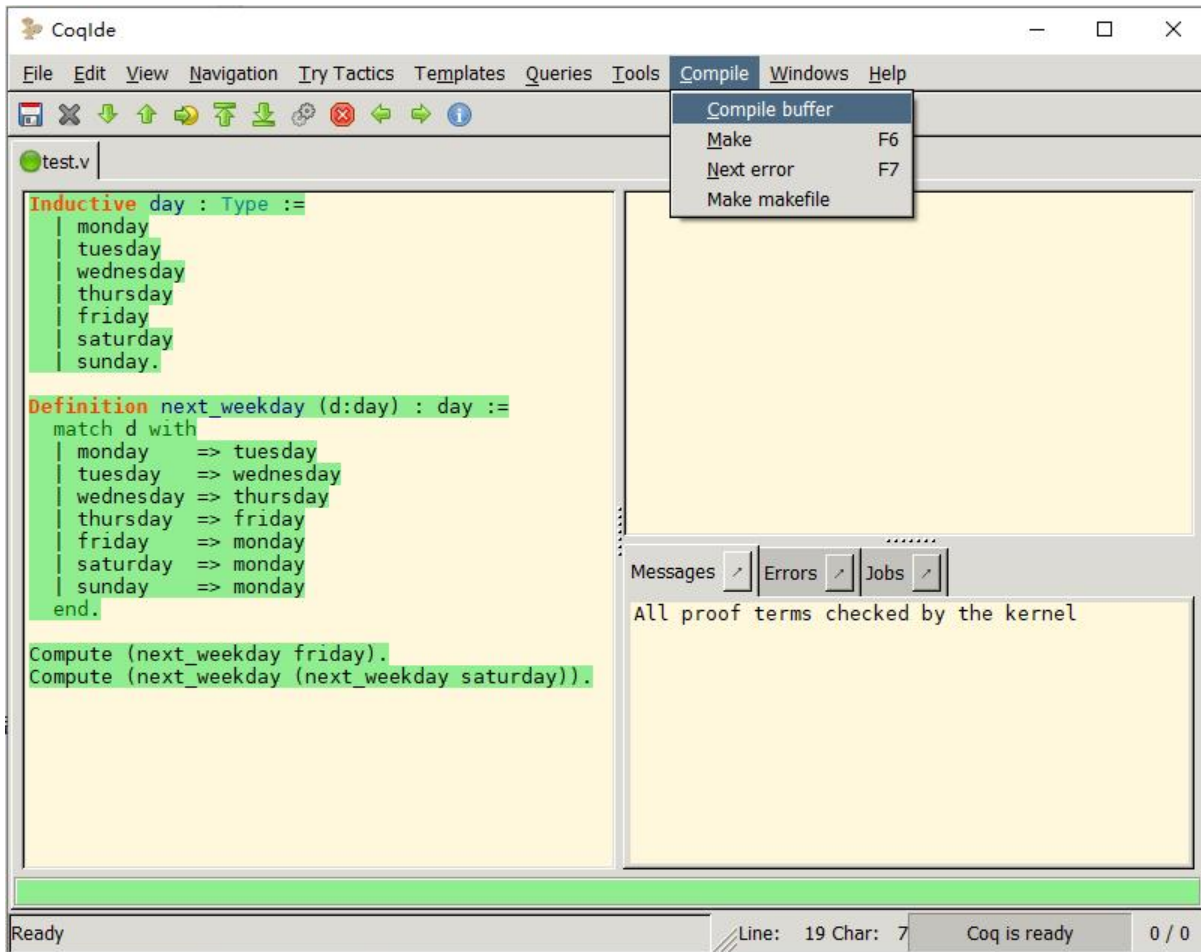 CoqIde
File Edit View Navigation Try Tactics Templates Queries Tools Compile Windows Help
Compile buffer
Make F6
Next error F7
Make makefile
test.v
Inductive day : Type :=
  | monday
  | tuesday
  | wednesday
  | thursday
  | friday
  | saturday
  | sunday.
Definition next_weekday (d:day) : day :=
  match d with
  | monday    => tuesday
  | tuesday   => wednesday
  | wednesday => thursday
  | thursday  => friday
  | friday    => monday
  | saturday  => monday
  | sunday    => monday
  end.
Compute (next_weekday friday).
Compute (next_weekday (next_weekday saturday)).
Messages Errors Jobs
All proof terms checked by the kernel
Ready Line: 19 Char: 7 Coq is ready 0 / 0